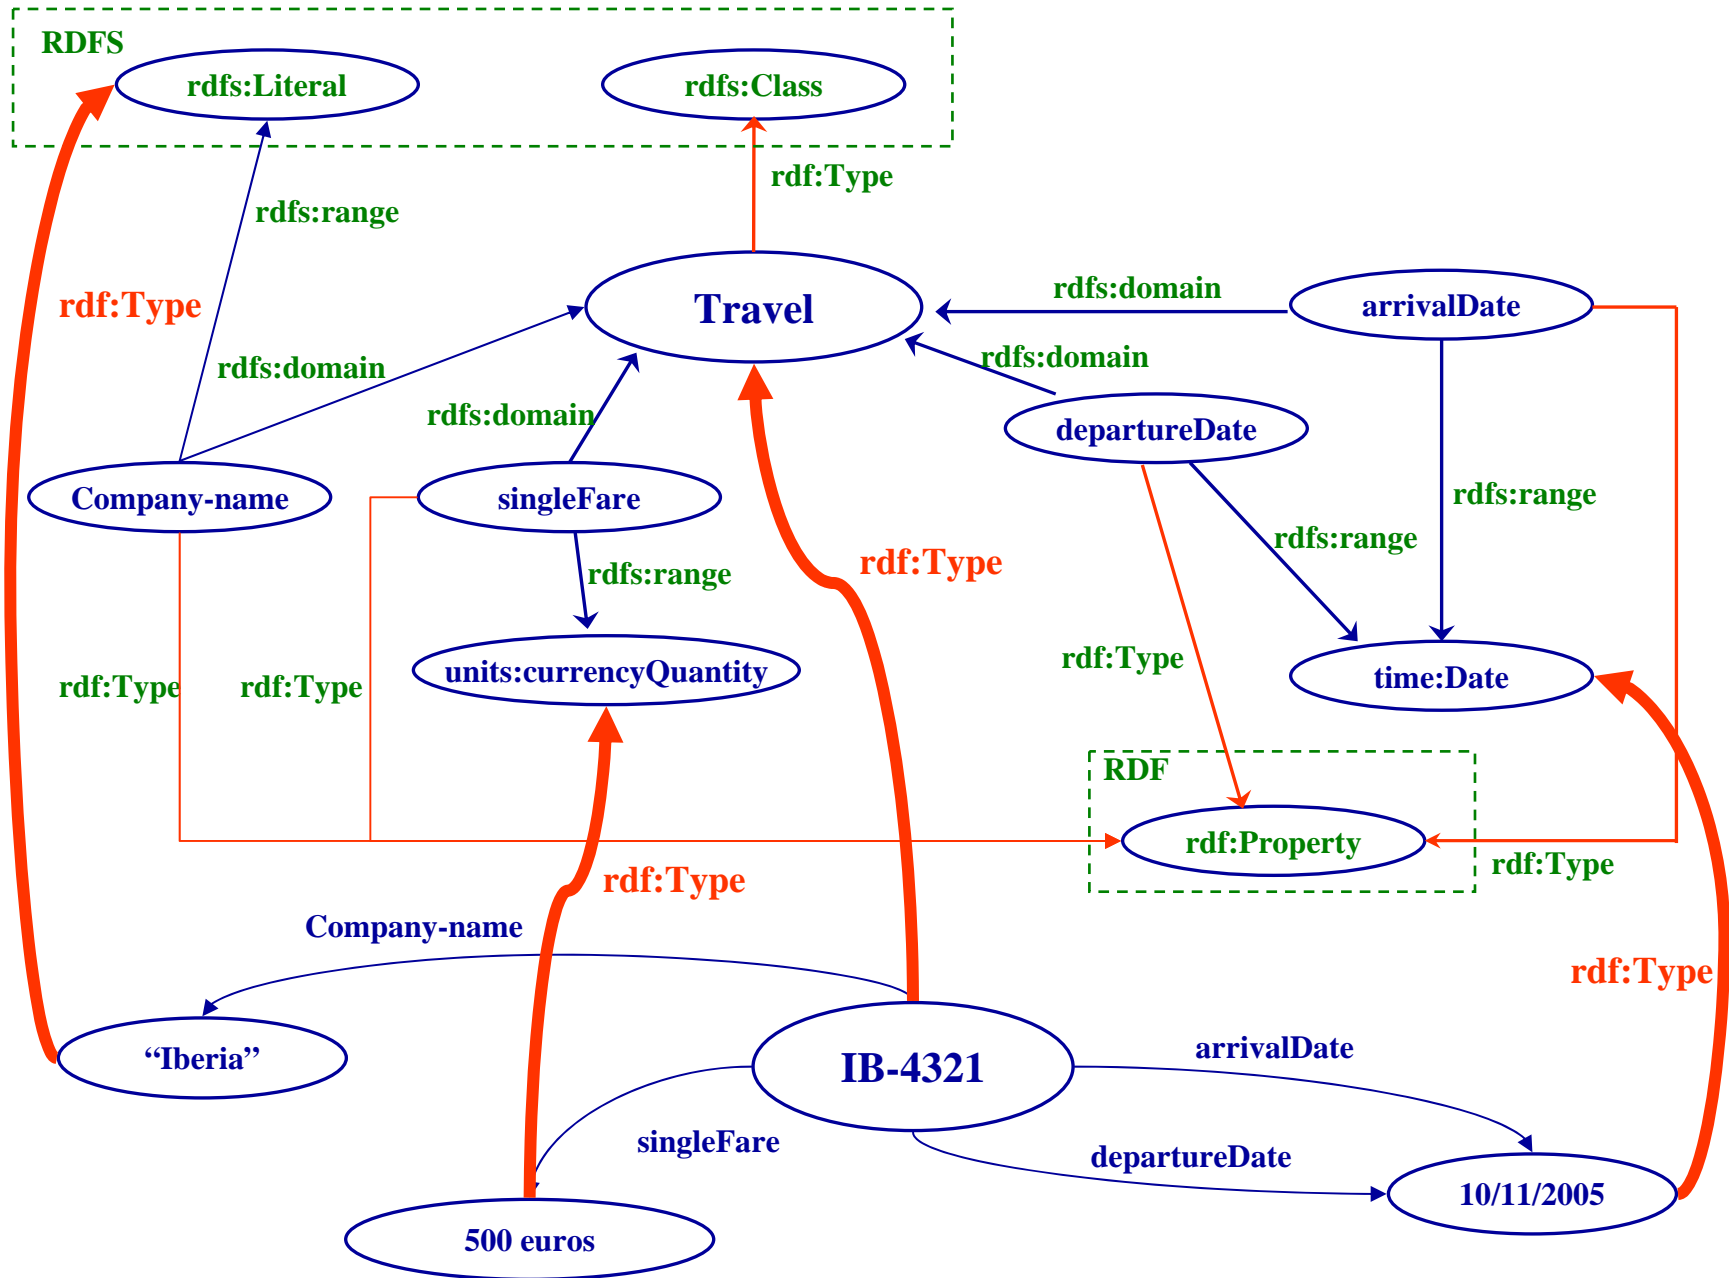 RDFS
rdfs:Literal
rdfs:Class
rdf:Type
rdfs:range
rdf:Type
Travel
rdfs:domain
arrivalDate
rdfs:domain
rdfs:domain
rdfs:domain
departureDate
Company-name
singleFare
rdfs:range
rdfs:range
rdf:Type
rdfs:range
rdf:Type
units:currencyQuantity
time:Date
rdf:Type
rdf:Type
RDF
rdf:Property
rdf:Type
rdf:Type
Company-name
rdf:Type
“Iberia”
IB-4321
arrivalDate
singleFare
departureDate
10/11/2005
500 euros